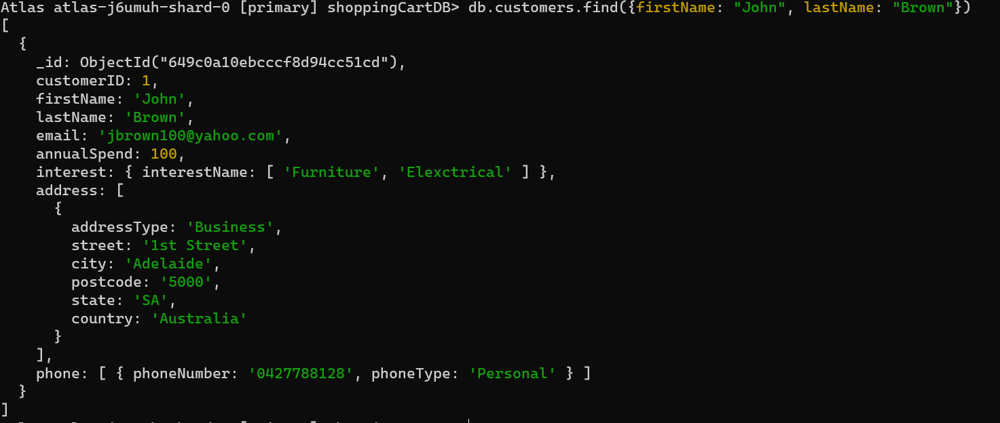 Atlas atlas-j6umuh-shard-0 [primary] shoppingCartDB> db.customers.find({firstName: "John", lastName: "Brown"})
[
  {
    _id: ObjectId("649c0a10ebcccf8d94cc51cd"),
    customerID: 1,
    firstName: 'John',
    lastName: 'Brown',
    email: 'jbrown100@yahoo.com',
    annualSpend: 100,
    interest: { interestName: [ 'Furniture', 'Elexctrical' ] },
    address: [
      {
        addressType: 'Business',
        street: '1st Street',
        city: 'Adelaide',
        postcode: '5000',
        state: 'SA',
        country: 'Australia'
      }
    ],
    phone: [ { phoneNumber: '0427788128', phoneType: 'Personal' } ]
  }
]